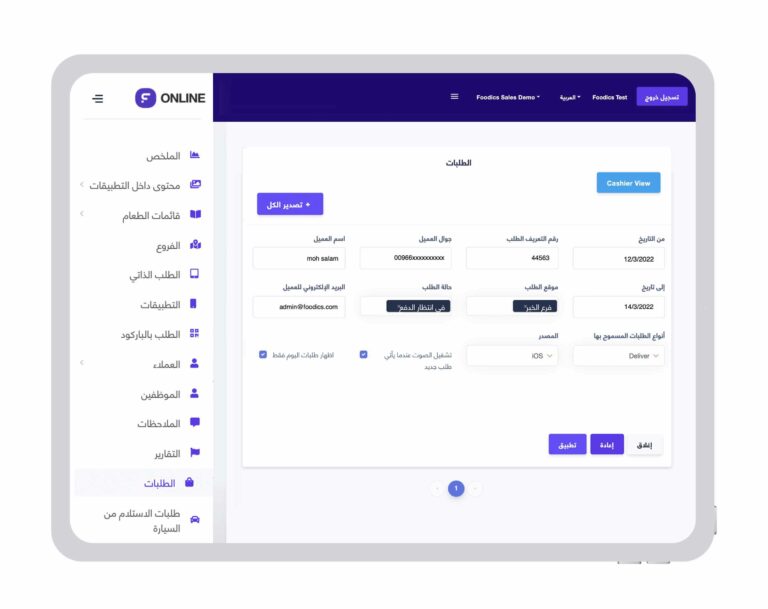 ONLINE
Foodics Sales Demo
العربية
Foodics Test
تسجيل خروج
الملخص
محتوى داخل التطبيقات
قائمات الطعام
الفروع
الطلب الذاتي
التطبيقات
الطلب بالباركود
العملاء
الموظفين
الملاحظات
التقارير
الطلبات
طلبات الاستلام من
السيارة
الطلبات
Cashier View
+ تصدير الكل
من التاريخ
رقم التعريف الطلب
جوال العميل
اسم العميل
12/3/2022
44563
00966xxxxxxxxxx
moh salam
إلى تاريخ
موقع الطلب
حالة الطلب
البريد الإلكتروني للعميل
14/3/2022
فرع الخبر"
في انتظار الدفع"
admin@foodics.com
أنواع الطلبات المسموح بها
المصدر
Deliver
iOS
تشغيل الصوت عندما يأتي
طلب جديد
اظهار طلبات اليوم فقط
إغلاق
إعادة
تطبيق
1